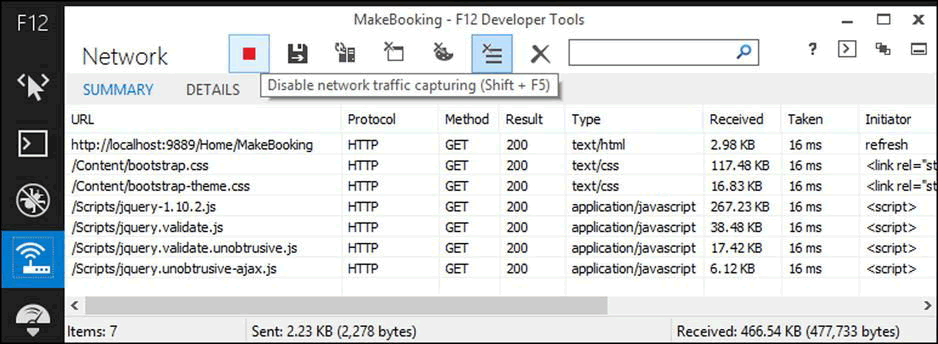 F12 MakeBooking - F12 Developer Tools
Network ?
SUMMARY DETAILS Disable network traffic capturing (Shift + F5)
URL Protocol Method Result Type Received Taken Initiator
http://localhost:9889/Home/MakeBooking HTTP GET 200 text/html 2.98 KB 16 ms refresh
/Content/bootstrap.css HTTP GET 200 text/css 117.48 KB 16 ms <link rel="st
/Content/bootstrap-theme.css HTTP GET 200 text/css 16.83 KB 16 ms <link rel="st
/Scripts/jquery-1.10.2.js HTTP GET 200 application/javascript 267.23 KB 16 ms <script>
/Scripts/jquery.validate.js HTTP GET 200 application/javascript 38.48 KB 16 ms <script>
/Scripts/jquery.validate.unobtrusive.js HTTP GET 200 application/javascript 17.42 KB 16 ms <script>
/Scripts/jquery.unobtrusive-ajax.js HTTP GET 200 application/javascript 6.12 KB 16 ms <script>
Items: 7 Sent: 2.23 KB (2,278 bytes) Received: 466.54 KB (477,733 bytes)